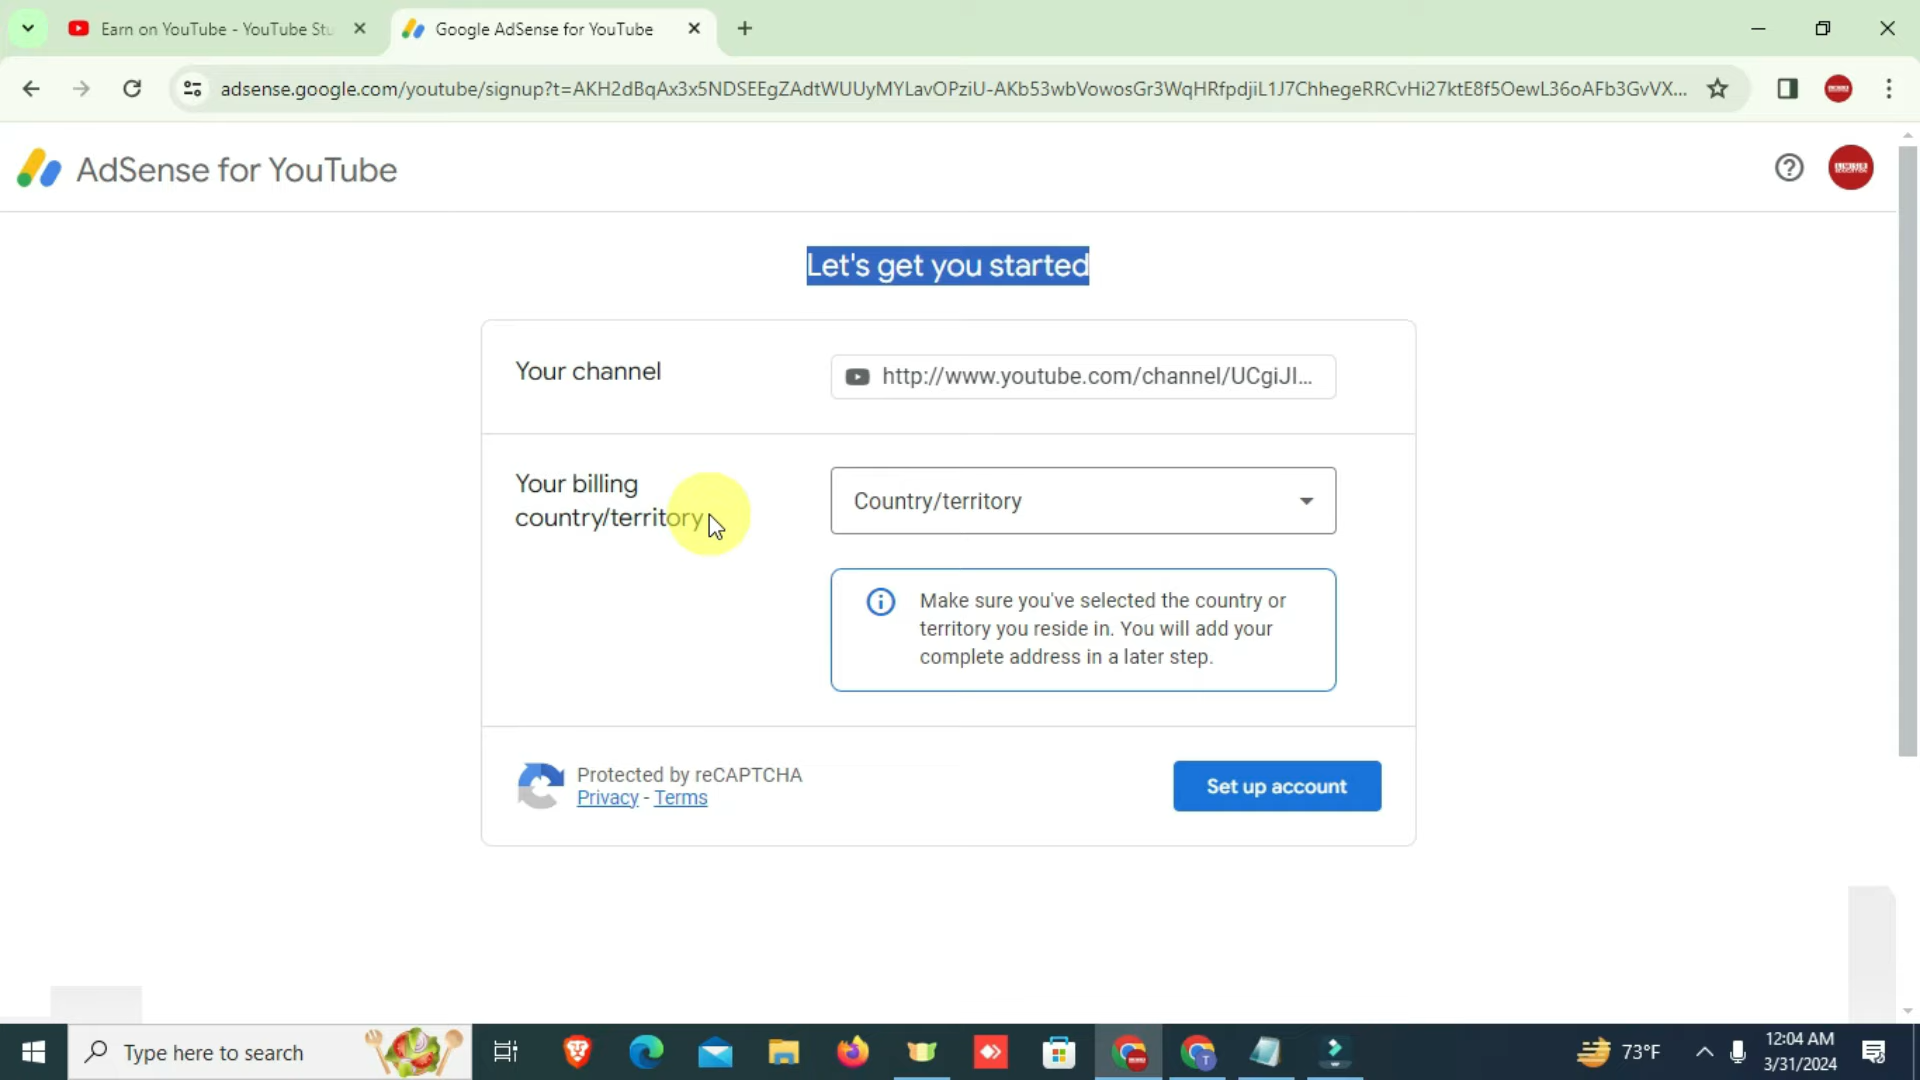 Earn on YouTube - YouTube Stu
Google AdSense for YouTube
adsense.google.com/youtube/signup?t=AKH2dBqAx3x5NDSEEgZAdtWUUyMYLavOPziU-AKb53wbVowosGr3WqHRfpdjiL1J7ChhegeRRCvHi27ktE8f5OewL36oAFb3GvVX...
AdSense for YouTube
Let's get you started
Your channel
http://www.youtube.com/channel/UCgiJI...
Your billing
country/territory
Country/territory
Make sure you've selected the country or
territory you reside in. You will add your
complete address in a later step.
Protected by reCAPTCHA
Privacy - Terms
Set up account
Type here to search
73°F
12:04 AM
3/31/2024